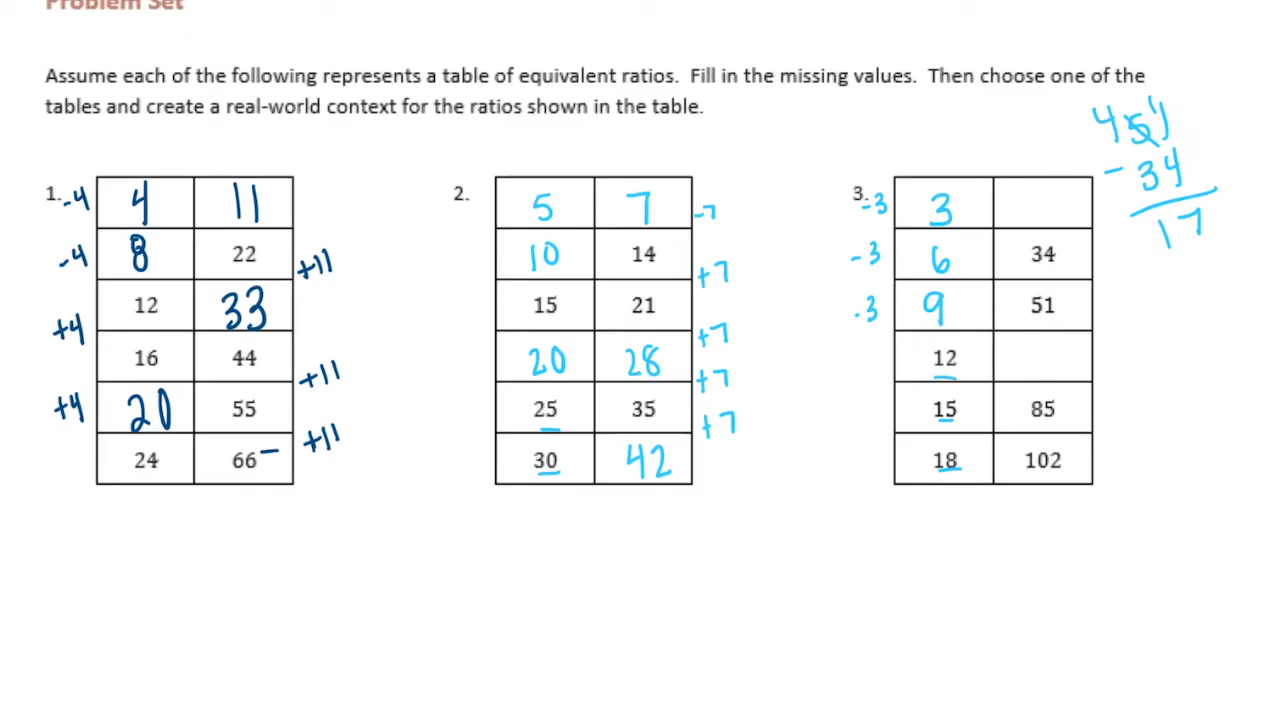 Problem Set
Assume each of the following represents a table of equivalent ratios. Fill in the missing values. Then choose one of the
tables and create a real-world context for the ratios shown in the table.
45 1
- 34
17
1.
-4 4 11
-4 8 22
+11
12 33
+4
16 44
+11
+4 20 55
+11
24 66
2.
5 7 -7
10 14
+7
15 21
+7
20 28
+7
25 35
+7
30 42
3.
-3 3
-3 6 34
-3 9 51
12
15 85
18 102